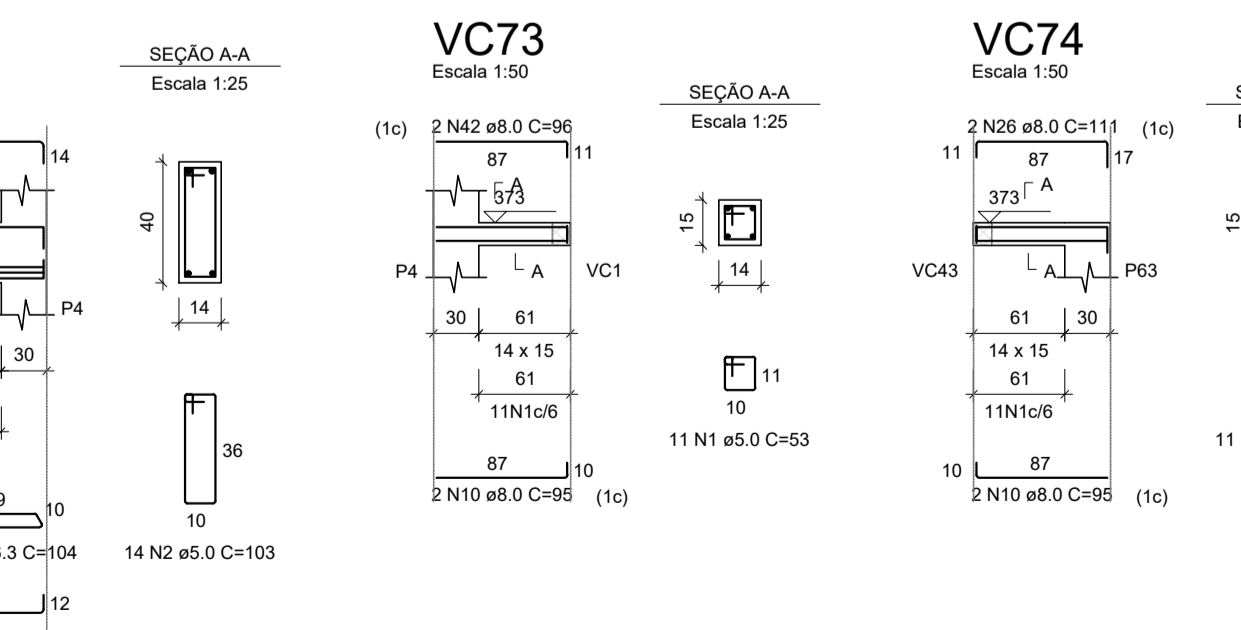 14
P4
30
9
10
6.3 C=104
12
SEÇÃO A-A
Escala 1:25
40
14
36
10
14 N2 ø5.0 C=103
VC73
Escala 1:50
(1c)
2 N42 ø8.0 C=96
87
11
A
373
P4
A
VC1
30
61
14 x 15
61
11N1c/6
87
10
2 N10 ø8.0 C=95
(1c)
SEÇÃO A-A
Escala 1:25
15
14
11
10
11 N1 ø5.0 C=53
VC74
Escala 1:50
2 N26 ø8.0 C=111
(1c)
11
87
17
A
373
VC43
A
P63
61
30
14 x 15
61
11N1c/6
10
87
2 N10 ø8.0 C=95
(1c)
15
11